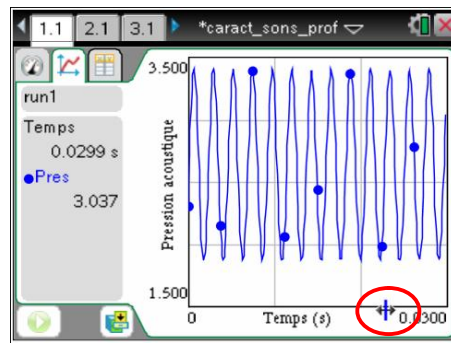 1.1 2.1 3.1 *caract_sons_prof
run1
Temps
0.0299 s
Pres
3.037
3.500
Pression acoustique
1.500
0 Temps (s) 0.0300